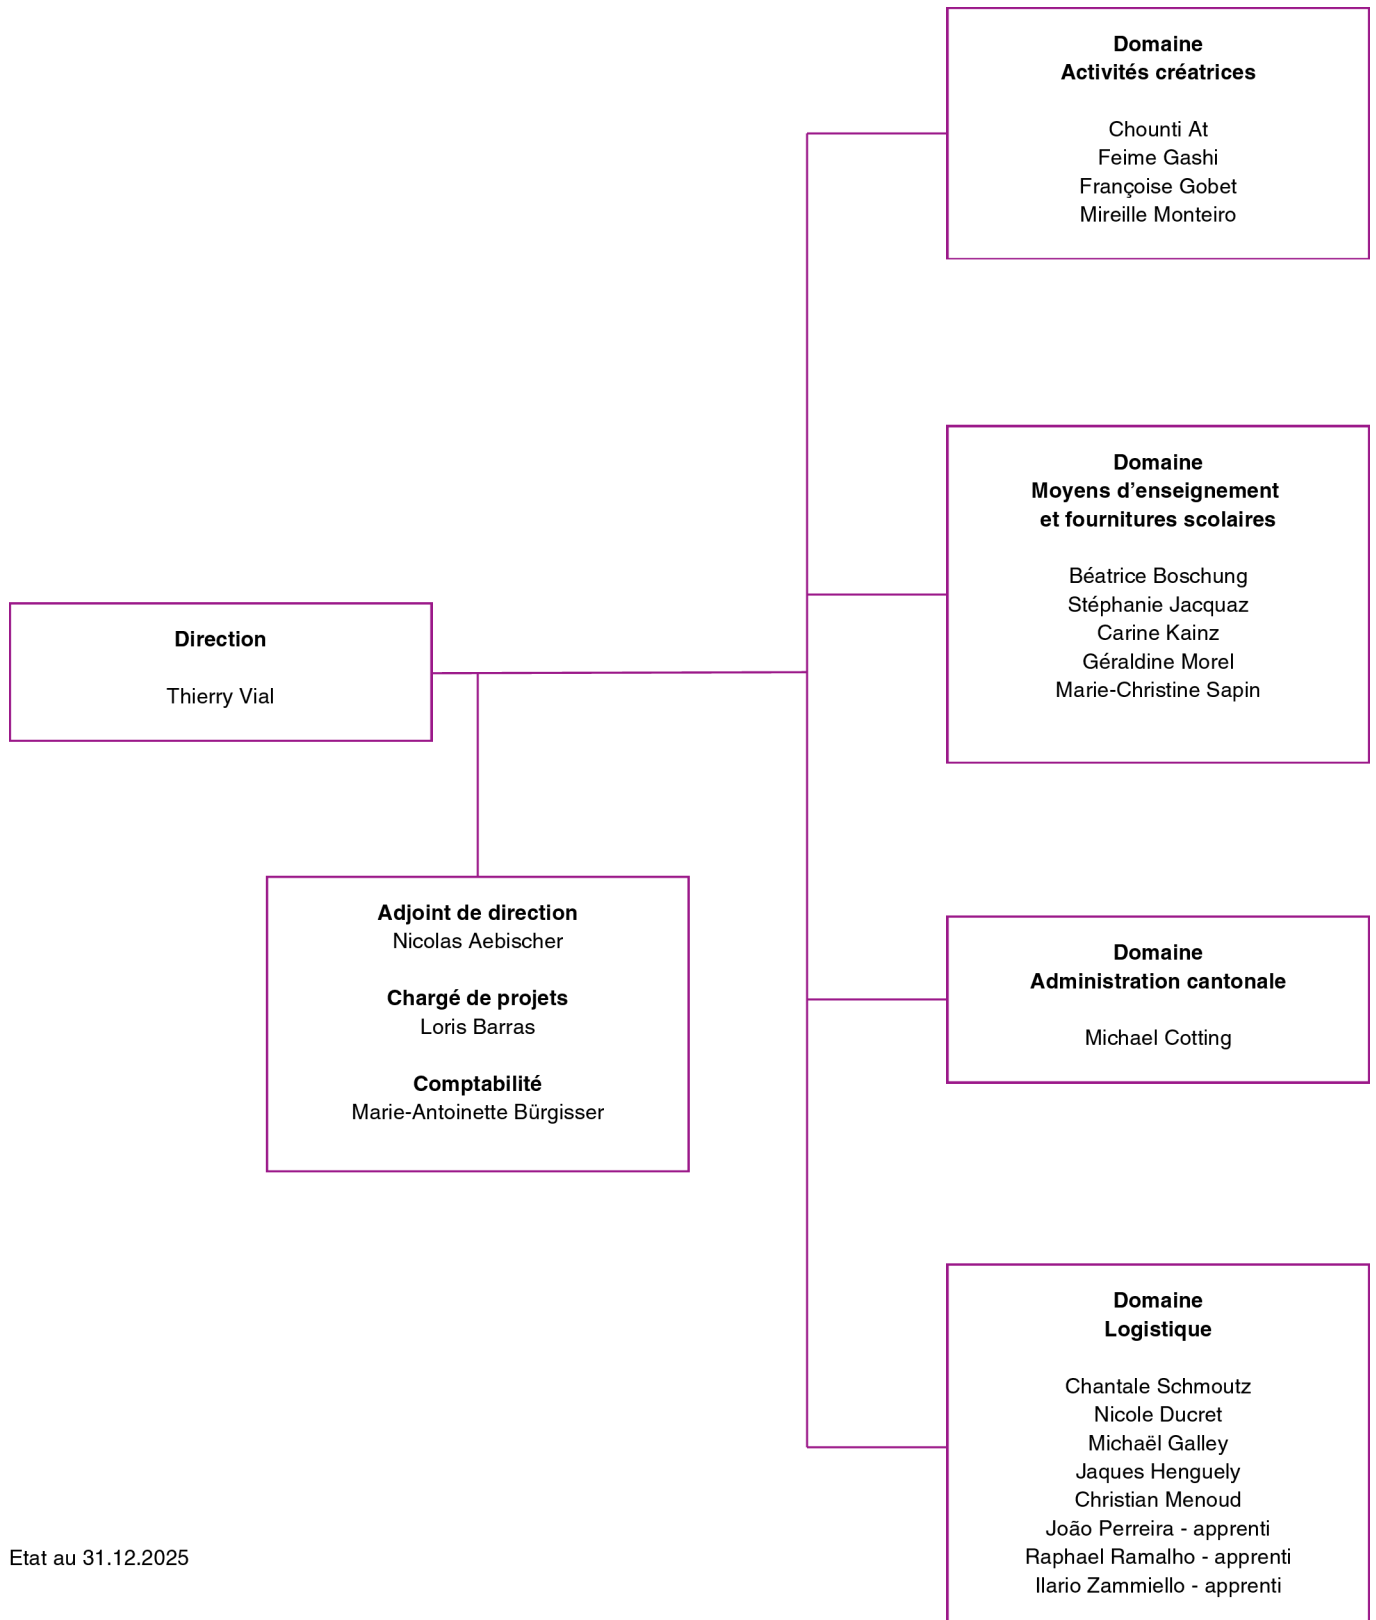 Domaine
Activités créatrices
Chounti At
Feime Gashi
Françoise Gobet
Mireille Monteiro
Domaine
Moyens d’enseignement
et fournitures scolaires
Béatrice Boschung
Stéphanie Jacquaz
Carine Kainz
Géraldine Morel
Marie-Christine Sapin
Direction
Thierry Vial
Adjoint de direction
Nicolas Aebischer
Chargé de projets
Loris Barras
Comptabilité
Marie-Antoinette Bürgisser
Domaine
Administration cantonale
Michael Cotting
Domaine
Logistique
Chantale Schmoutz
Nicole Ducret
Michaël Galley
Jaques Henguely
Christian Menoud
João Perreira - apprenti
Raphael Ramalho - apprenti
Ilario Zammiello - apprenti
Etat au 31.12.2025